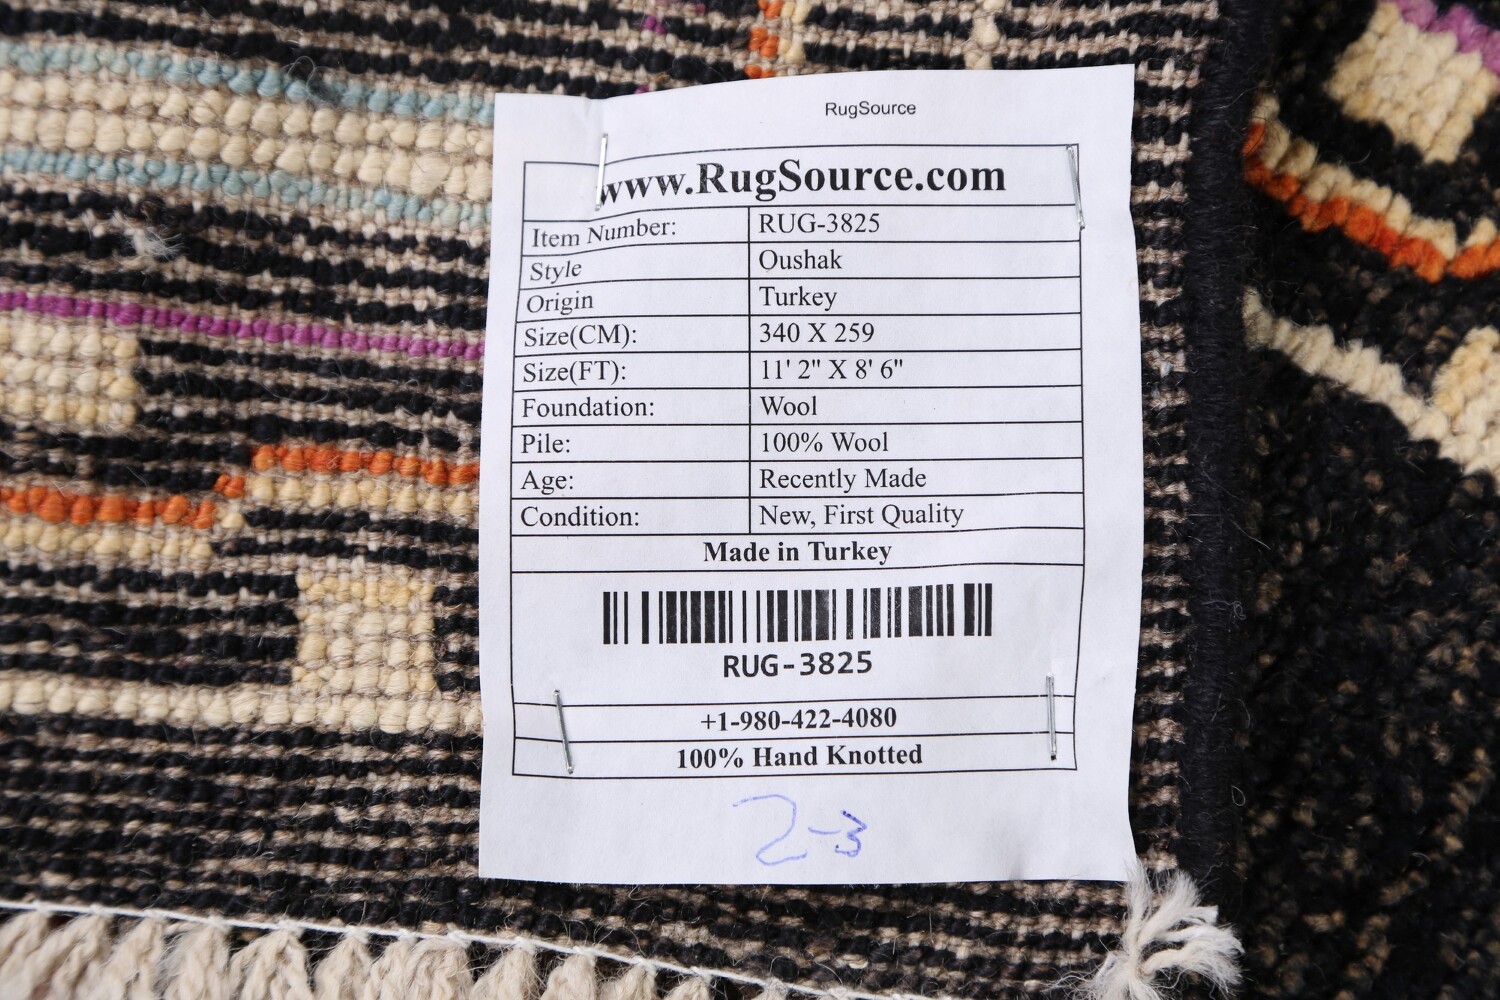 RugSource
www.RugSource.com
Item Number: RUG-3825
Style Oushak
Origin Turkey
Size(CM): 340 X 259
Size(FT): 11' 2" X 8' 6"
Foundation: Wool
Pile: 100% Wool
Age: Recently Made
Condition: New, First Quality
Made in Turkey
RUG-3825
+1-980-422-4080
100% Hand Knotted
2-3